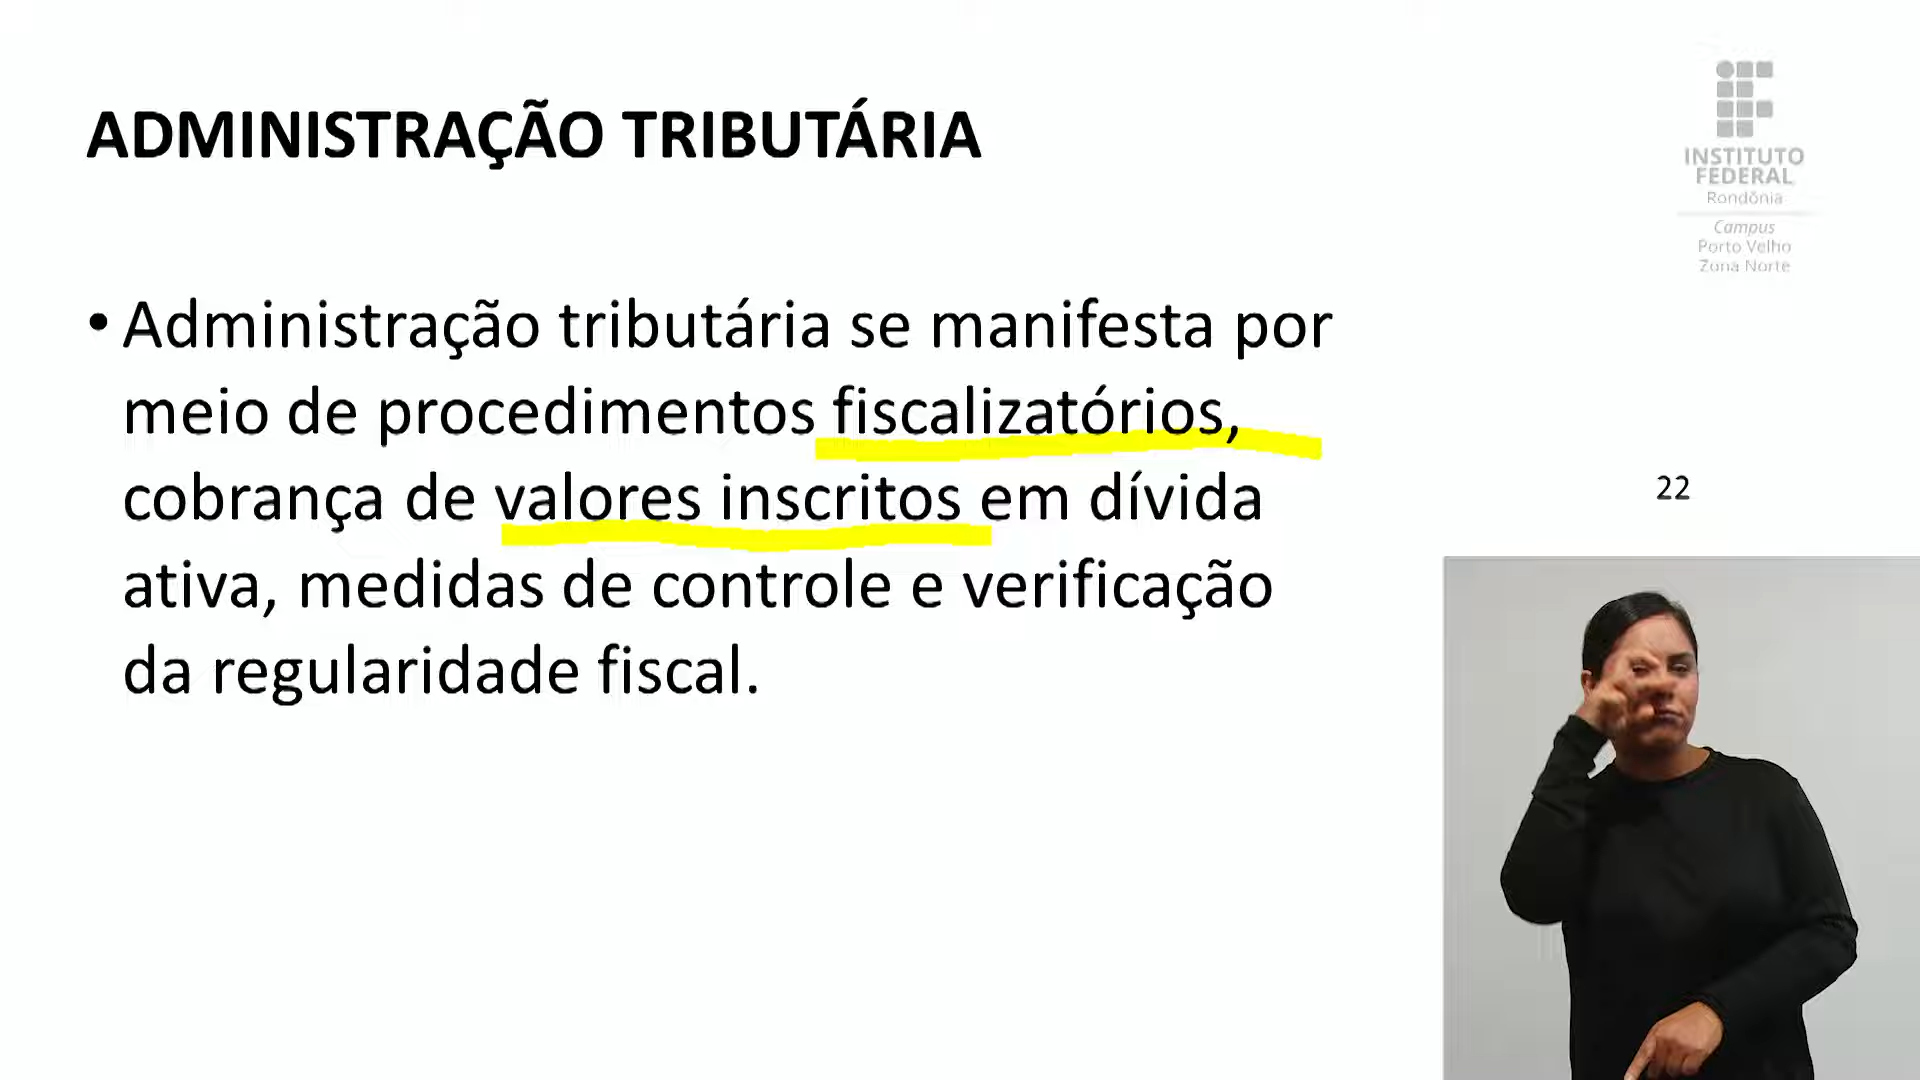 ADMINISTRAÇÃO TRIBUTÁRIA
INSTITUTO
FEDERAL
Rondônia
Campus
Porto Velho
Zona Norte
• Administração tributária se manifesta por
meio de procedimentos fiscalizatórios,
cobrança de valores inscritos em dívida
ativa, medidas de controle e verificação
da regularidade fiscal.
22